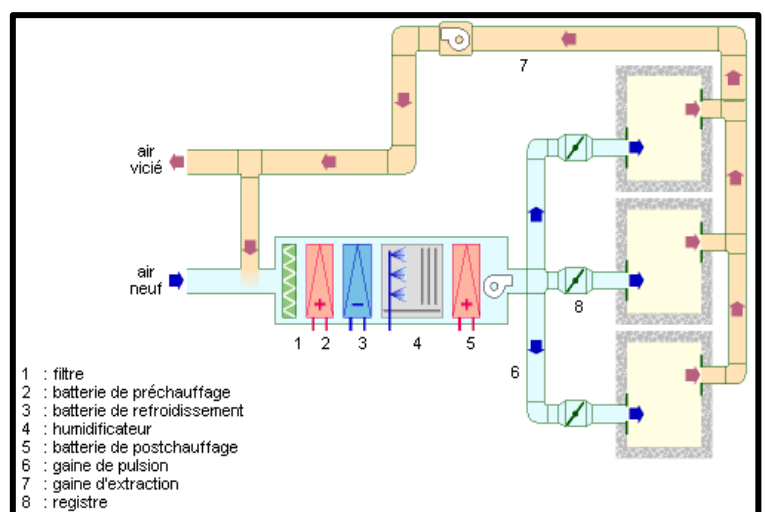 7
air
vicié
air
neuf
+
−
+
1 2 3 4 5
8
6
1 : filtre
2 : batterie de préchauffage
3 : batterie de refroidissement
4 : humidificateur
5 : batterie de postchauffage
6 : gaine de pulsion
7 : gaine d'extraction
8 : registre